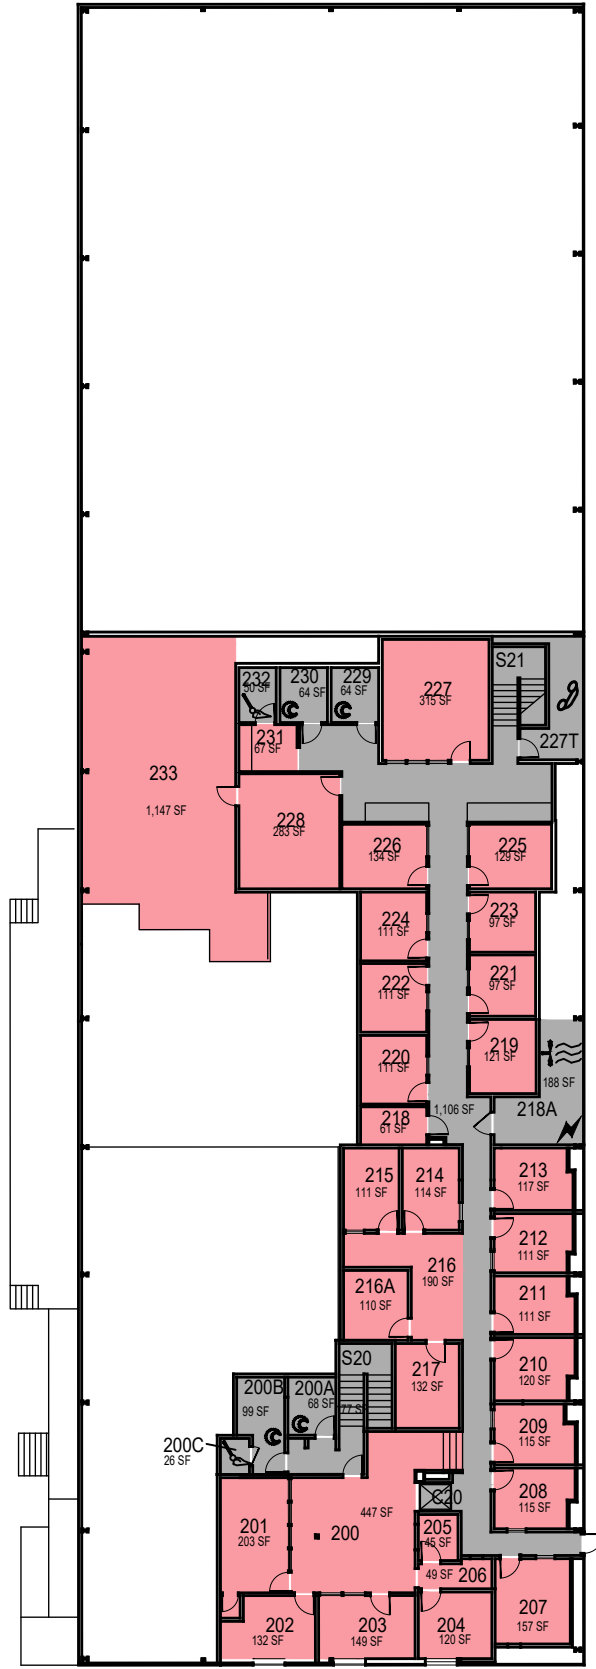 S21
232
50 SF
230
64 SF
229
64 SF
227
315 SF
227T
231
67 SF
233
1,147 SF
228
283 SF
226
134 SF
225
129 SF
224
111 SF
223
97 SF
222
111 SF
221
97 SF
220
111 SF
219
121 SF
188 SF
218
61 SF
1,106 SF
218A
215
111 SF
214
114 SF
213
117 SF
212
111 SF
216
190 SF
216A
110 SF
211
111 SF
S20
217
132 SF
210
120 SF
200B
99 SF
200A
68 SF
77 SF
209
115 SF
200C
26 SF
208
115 SF
C20
447 SF
201
203 SF
200
205
45 SF
49 SF
206
202
132 SF
203
149 SF
204
120 SF
207
157 SF